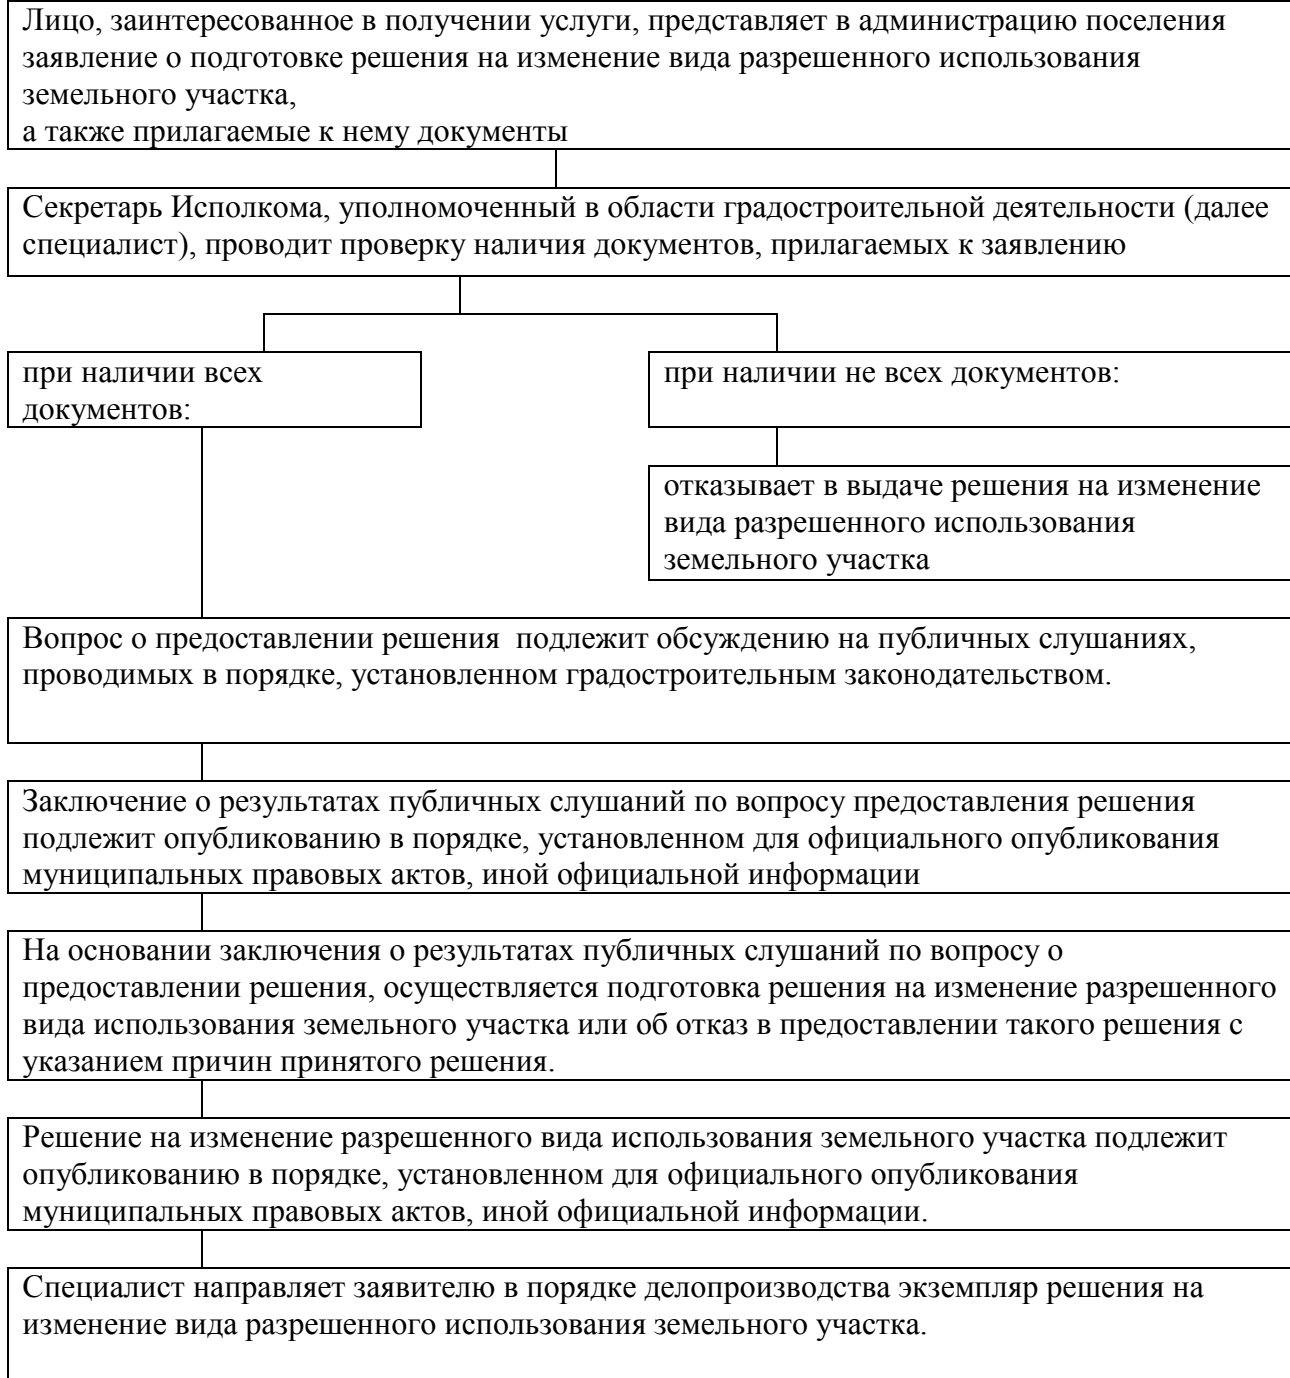 Лицо, заинтересованное в получении услуги, представляет в администрацию поселения
заявление о подготовке решения на изменение вида разрешенного использования
земельного участка,
а также прилагаемые к нему документы
Секретарь Исполкома, уполномоченный в области градостроительной деятельности (далее
специалист), проводит проверку наличия документов, прилагаемых к заявлению
при наличии всех
документов:
при наличии не всех документов:
отказывает в выдаче решения на изменение
вида разрешенного использования
земельного участка
Вопрос о предоставлении решения  подлежит обсуждению на публичных слушаниях,
проводимых в порядке, установленном градостроительным законодательством.
Заключение о результатах публичных слушаний по вопросу предоставления решения
подлежит опубликованию в порядке, установленном для официального опубликования
муниципальных правовых актов, иной официальной информации
На основании заключения о результатах публичных слушаний по вопросу о
предоставлении решения, осуществляется подготовка решения на изменение разрешенного
вида использования земельного участка или об отказ в предоставлении такого решения с
указанием причин принятого решения.
Решение на изменение разрешенного вида использования земельного участка подлежит
опубликованию в порядке, установленном для официального опубликования
муниципальных правовых актов, иной официальной информации.
Специалист направляет заявителю в порядке делопроизводства экземпляр решения на
изменение вида разрешенного использования земельного участка.